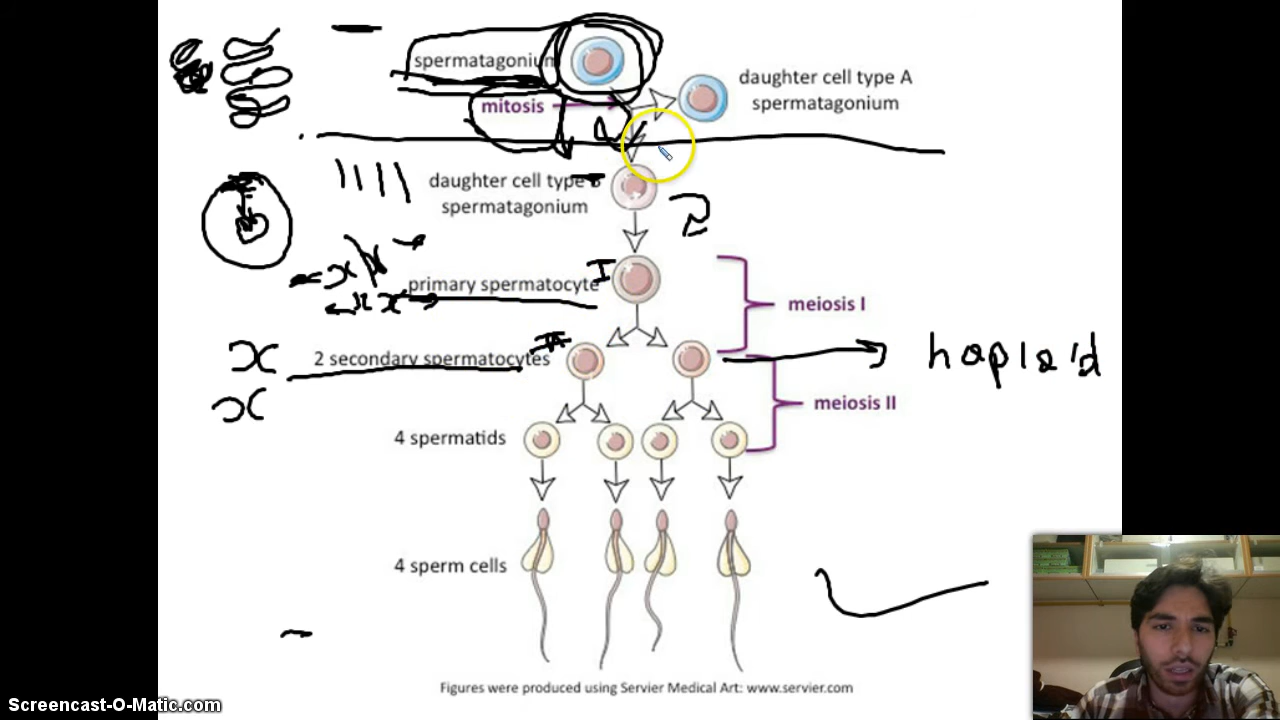 spermatagonium
daughter cell type A
spermatagonium
mitosis
daughter cell type
spermatagonium
I
primary spermatocyte
meiosis I
II
2 secondary spermatocytes
haploid
meiosis II
4 spermatids
4 sperm cells
Figures were produced using Servier Medical Art: www.servier.com
Screencast-O-Matic.com